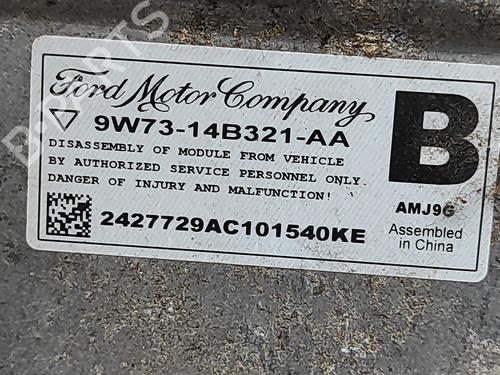 Ford Motor Company
9W73-14B321-AA
DISASSEMBLY OF MODULE FROM VEHICLE
BY AUTHORIZED SERVICE PERSONNEL ONLY.
DANGER OF INJURY AND MALFUNCTION!
2427729AC101540KE
B
AMJ9G
Assembled
in China
B-PARTS